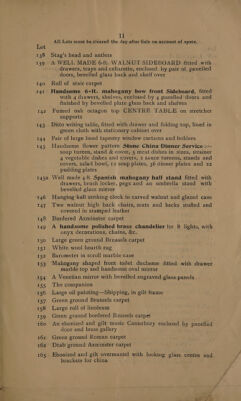 11
All Lots must be cleared the day after Sale on account of space.
Lot
138 Stag's head and antlers
139 A WELL MADE 6-ft. WALNUT SIDEBOARD fitted with
drawers, trays and cellarette, enclosed by pair of panelled
doors, bevelled glass back and shelf over
140 Roll of stair carpet
141 Handsome 6-ft. mahogany bow front Sideboard, fitted
with 4 drawers, shelves, enclosed by 4 panelled doors and
finished by bevelled plate glass back and shelves
142 Fumed oak octagon top CENTRE TABLE on stretcher
supports
143 Ditto writing table, fitted with drawer and folding top, lined in
green cloth with stationery cabinet over
144 Pair of large hued tapestry window curtains and holders
145 Handsome flower pattern Stone China Dinner Service :—
soup tureen, stand & cover, 5 meat dishes in sizes, strainer
4 vegetable dishes and covers, 2 sauce tureens, stands and
covers, salad bowl, 12 soup plates, 36 dinner plates and 22
pudding plates
145a Well made 4 ft. Spanish mahogany hall stand fitted with
drawers, brush locker, pegs and an umbrella stand with
bevelled glass mirror
146 Hanging hall striking clock in carved walnut and glazed case
147 Two walnut high back chairs, seats and backs stuffed and
covered in stamped leather
148 Bordered Axminster carpet
149 A handsome polished brass chandelier for 8 lights, with
onyx decorations, chains, &c.
150 Large green ground Brussels carpet
151 White wool hearth rug
152 Barometer in scroll marble case
153 Mahogany shaped front toilet duchesse fitted with drawer
marble top and handsome oval mirror
154 A Venetian mirror with bevelled engraved glass panels
155 The companion
156 Large oil painting—Shipping, in gilt frame
157 Green ground Brussels carpet
158 Large roll of linoleum
159 Green ground bordered Brussels carpet
160 An ebonized and gilt music Canterbury enclosed by panelled
door and brass gallery
161 Green ground Roman carpet
162 Drab ground Axminster carpet
163 Ebonized and gilt overmantel with looking glass centre and
brackets for china